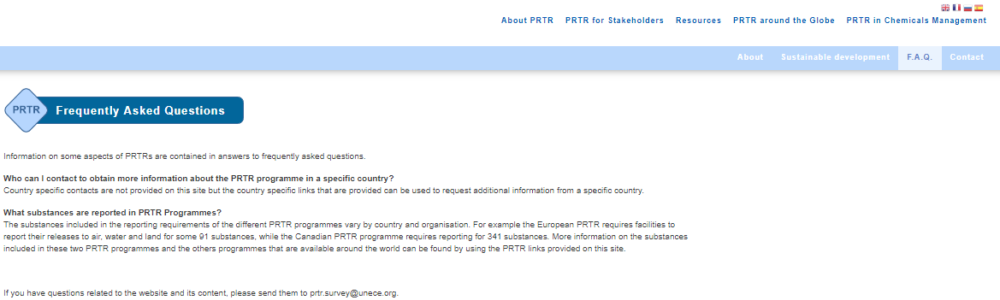 About PRTR PRTR for Stakeholders Resources PRTR around the Globe PRTR in Chemicals Management
About Sustainable development F.A.Q. Contact
PRTR Frequently Asked Questions
Information on some aspects of PRTRs are contained in answers to frequently asked questions.
Who can I contact to obtain more information about the PRTR programme in a specific country?
Country specific contacts are not provided on this site but the country specific links that are provided can be used to request additional information from a specific country.
What substances are reported in PRTR Programmes?
The substances included in the reporting requirements of the different PRTR programmes vary by country and organisation. For example the European PRTR requires facilities to
report their releases to air, water and land for some 91 substances, while the Canadian PRTR programme requires reporting for 341 substances. More information on the substances
included in these two PRTR programmes and the others programmes that are available around the world can be found by using the PRTR links provided on this site.
If you have questions related to the website and its content, please send them to prtr.survey@unece.org.